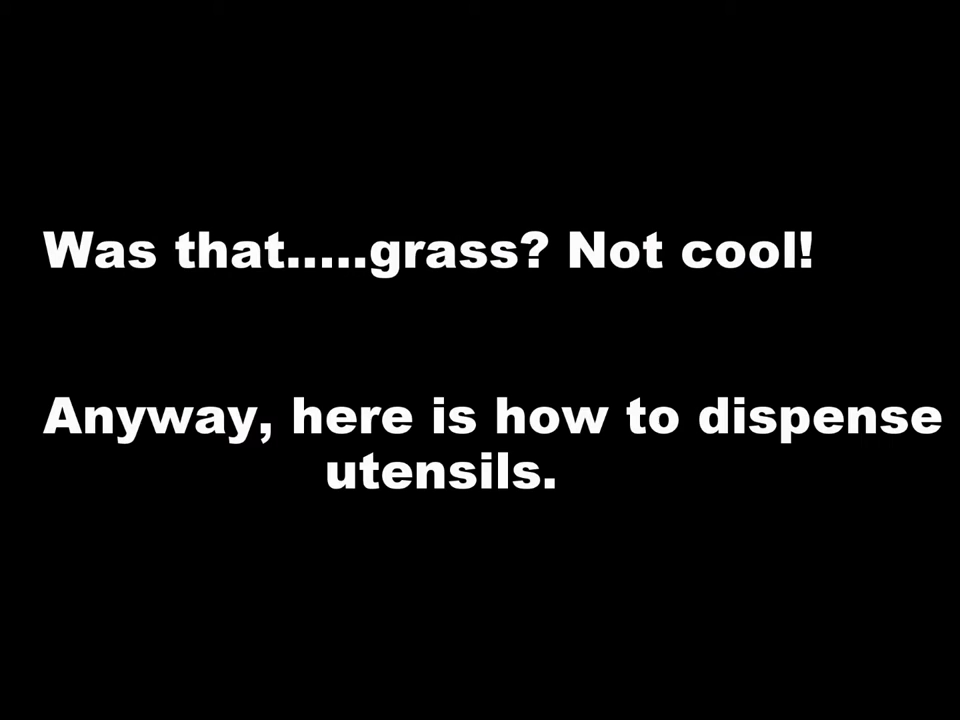 Was that.....grass? Not cool!
Anyway, here is how to dispense
utensils.